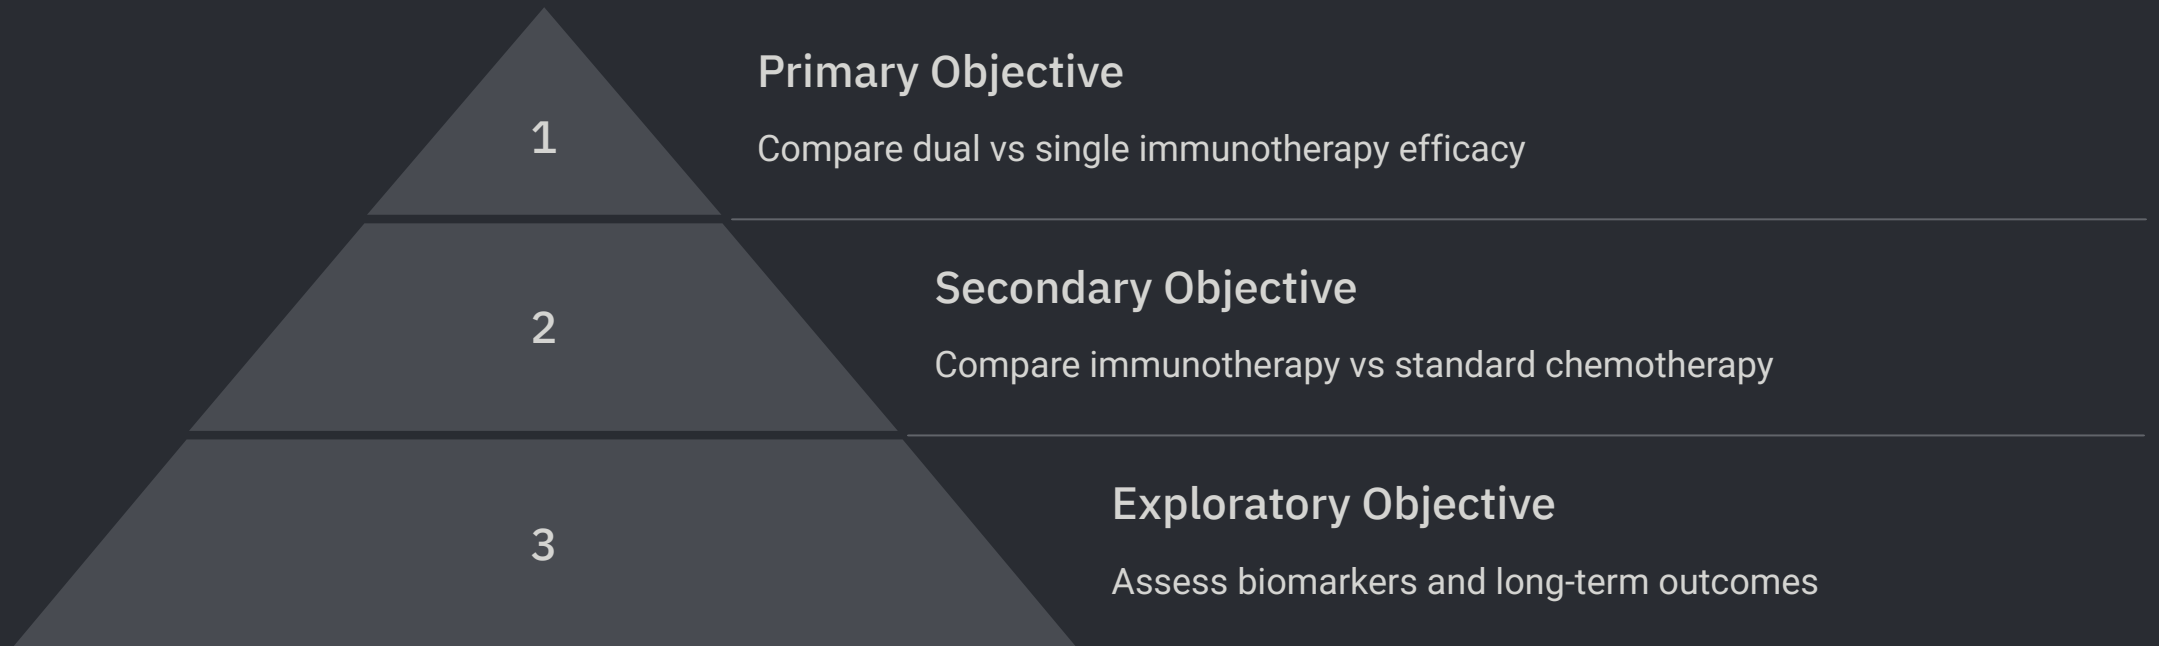 Primary Objective
1
Compare dual vs single immunotherapy efficacy
Secondary Objective
2
Compare immunotherapy vs standard chemotherapy
Exploratory Objective
3
Assess biomarkers and long-term outcomes